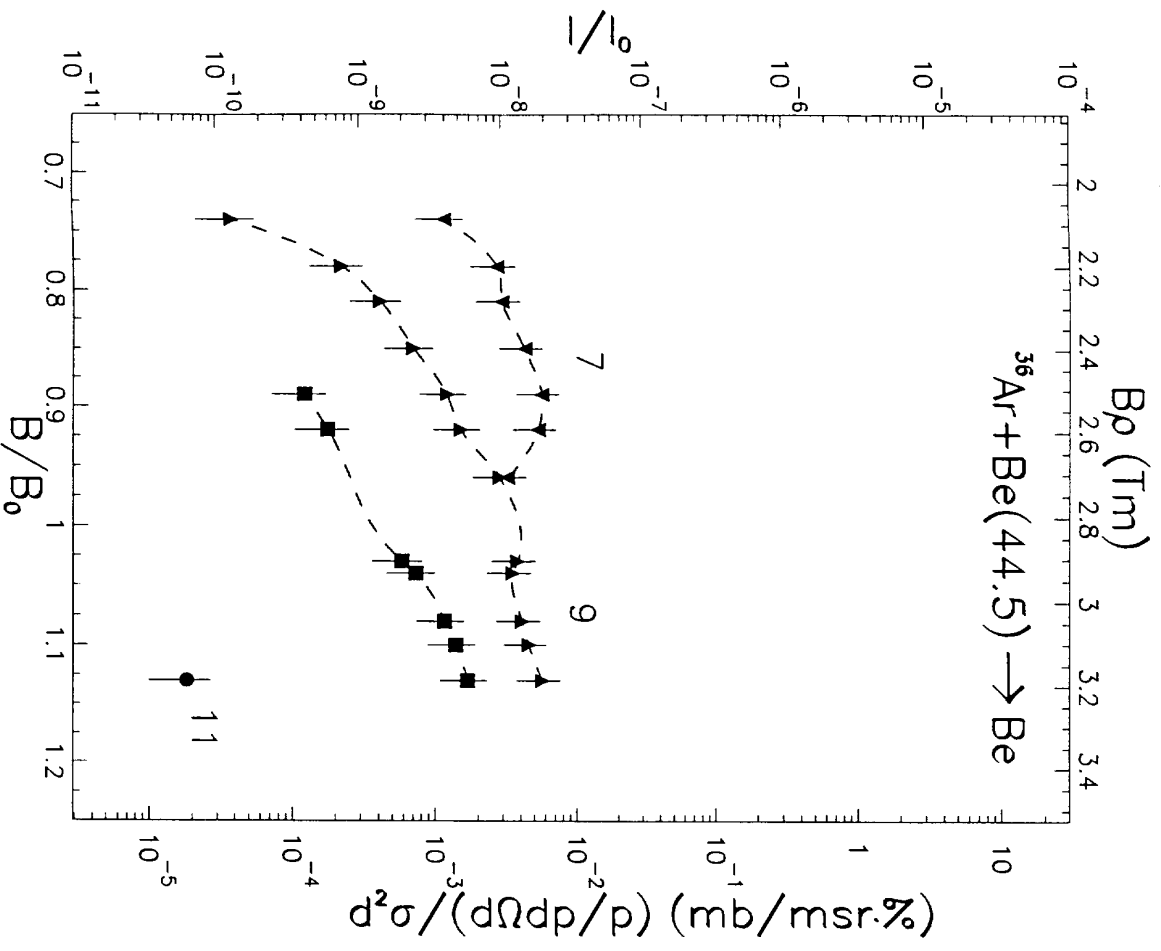 Bρ (Tm)
2 2.2 2.4 2.6 2.8 3 3.2 3.4
³⁶Ar+Be(44.5) → Be
I/I₀
10⁻⁴
10⁻⁵
10⁻⁶
10⁻⁷
10⁻⁸
10⁻⁹
10⁻¹⁰
10⁻¹¹
7
9
11
10
1
10⁻¹
10⁻²
10⁻³
10⁻⁴
10⁻⁵
d²σ/(dΩdp/p) (mb/msr·%)
0.7 0.8 0.9 1 1.1 1.2
B/B₀